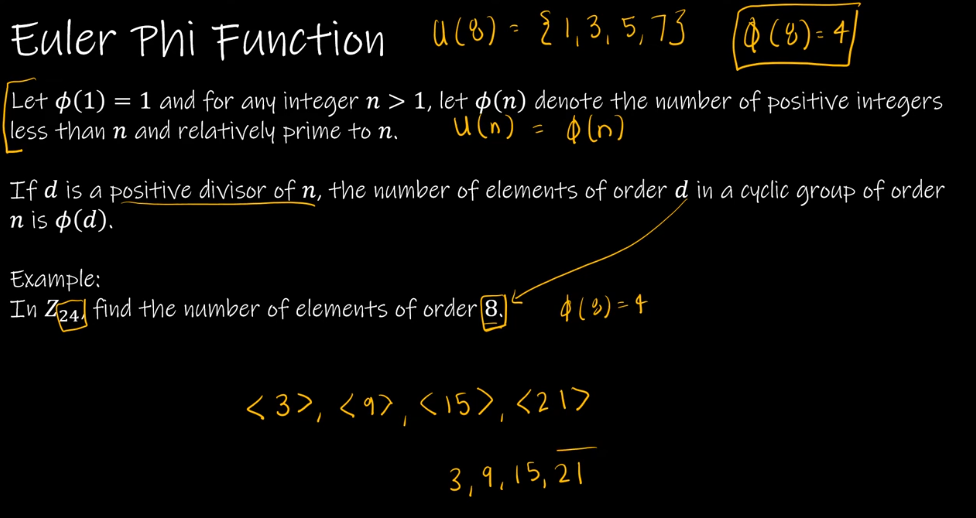 Euler Phi Function U(8) = {1, 3, 5, 7} ϕ(8) = 4
Let ϕ(1) = 1 and for any integer n > 1, let ϕ(n) denote the number of positive integers
less than n and relatively prime to n. U(n) = ϕ(n)
If d is a positive divisor of n, the number of elements of order d in a cyclic group of order
n is ϕ(d).
Example:
In Z₂₄, find the number of elements of order 8. ϕ(8) = 4
<3>, <9>, <15>, <21>
3, 9, 15, 21